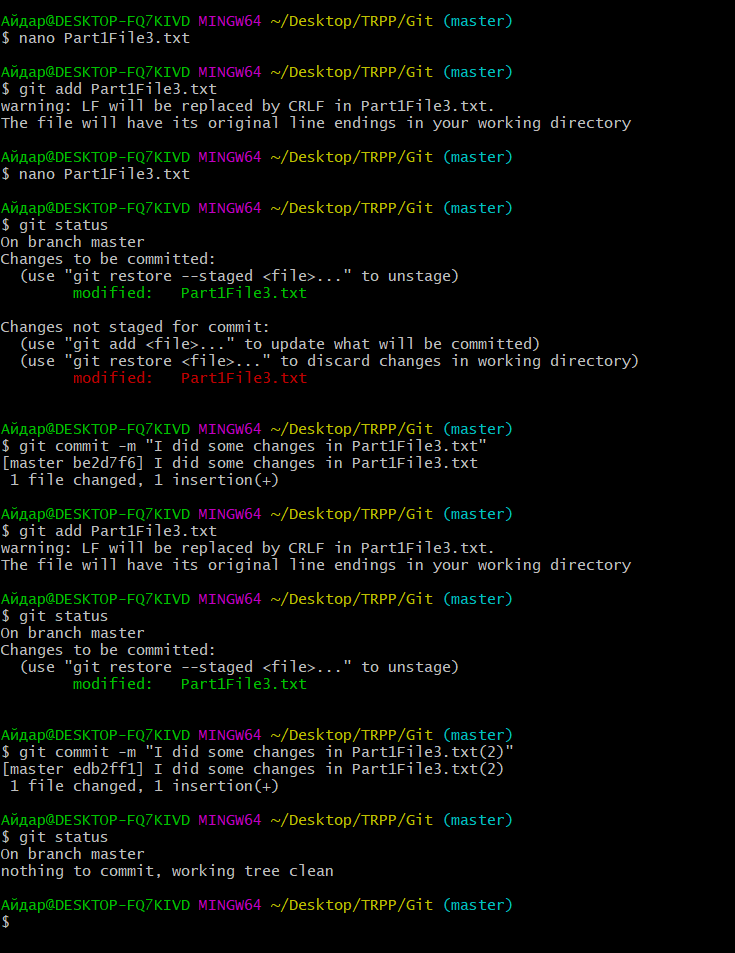 Айдар@DESKTOP-FQ7KIVD MINGW64 ~/Desktop/TRPP/Git (master)
$ nano Part1File3.txt
Айдар@DESKTOP-FQ7KIVD MINGW64 ~/Desktop/TRPP/Git (master)
$ git add Part1File3.txt
warning: LF will be replaced by CRLF in Part1File3.txt.
The file will have its original line endings in your working directory
Айдар@DESKTOP-FQ7KIVD MINGW64 ~/Desktop/TRPP/Git (master)
$ nano Part1File3.txt
Айдар@DESKTOP-FQ7KIVD MINGW64 ~/Desktop/TRPP/Git (master)
$ git status
On branch master
Changes to be committed:
  (use "git restore --staged <file>..." to unstage)
        modified:   Part1File3.txt
Changes not staged for commit:
  (use "git add <file>..." to update what will be committed)
  (use "git restore <file>..." to discard changes in working directory)
        modified:   Part1File3.txt
Айдар@DESKTOP-FQ7KIVD MINGW64 ~/Desktop/TRPP/Git (master)
$ git commit -m "I did some changes in Part1File3.txt"
[master be2d7f6] I did some changes in Part1File3.txt
 1 file changed, 1 insertion(+)
Айдар@DESKTOP-FQ7KIVD MINGW64 ~/Desktop/TRPP/Git (master)
$ git add Part1File3.txt
warning: LF will be replaced by CRLF in Part1File3.txt.
The file will have its original line endings in your working directory
Айдар@DESKTOP-FQ7KIVD MINGW64 ~/Desktop/TRPP/Git (master)
$ git status
On branch master
Changes to be committed:
  (use "git restore --staged <file>..." to unstage)
        modified:   Part1File3.txt
Айдар@DESKTOP-FQ7KIVD MINGW64 ~/Desktop/TRPP/Git (master)
$ git commit -m "I did some changes in Part1File3.txt(2)"
[master edb2ff1] I did some changes in Part1File3.txt(2)
 1 file changed, 1 insertion(+)
Айдар@DESKTOP-FQ7KIVD MINGW64 ~/Desktop/TRPP/Git (master)
$ git status
On branch master
nothing to commit, working tree clean
Айдар@DESKTOP-FQ7KIVD MINGW64 ~/Desktop/TRPP/Git (master)
$